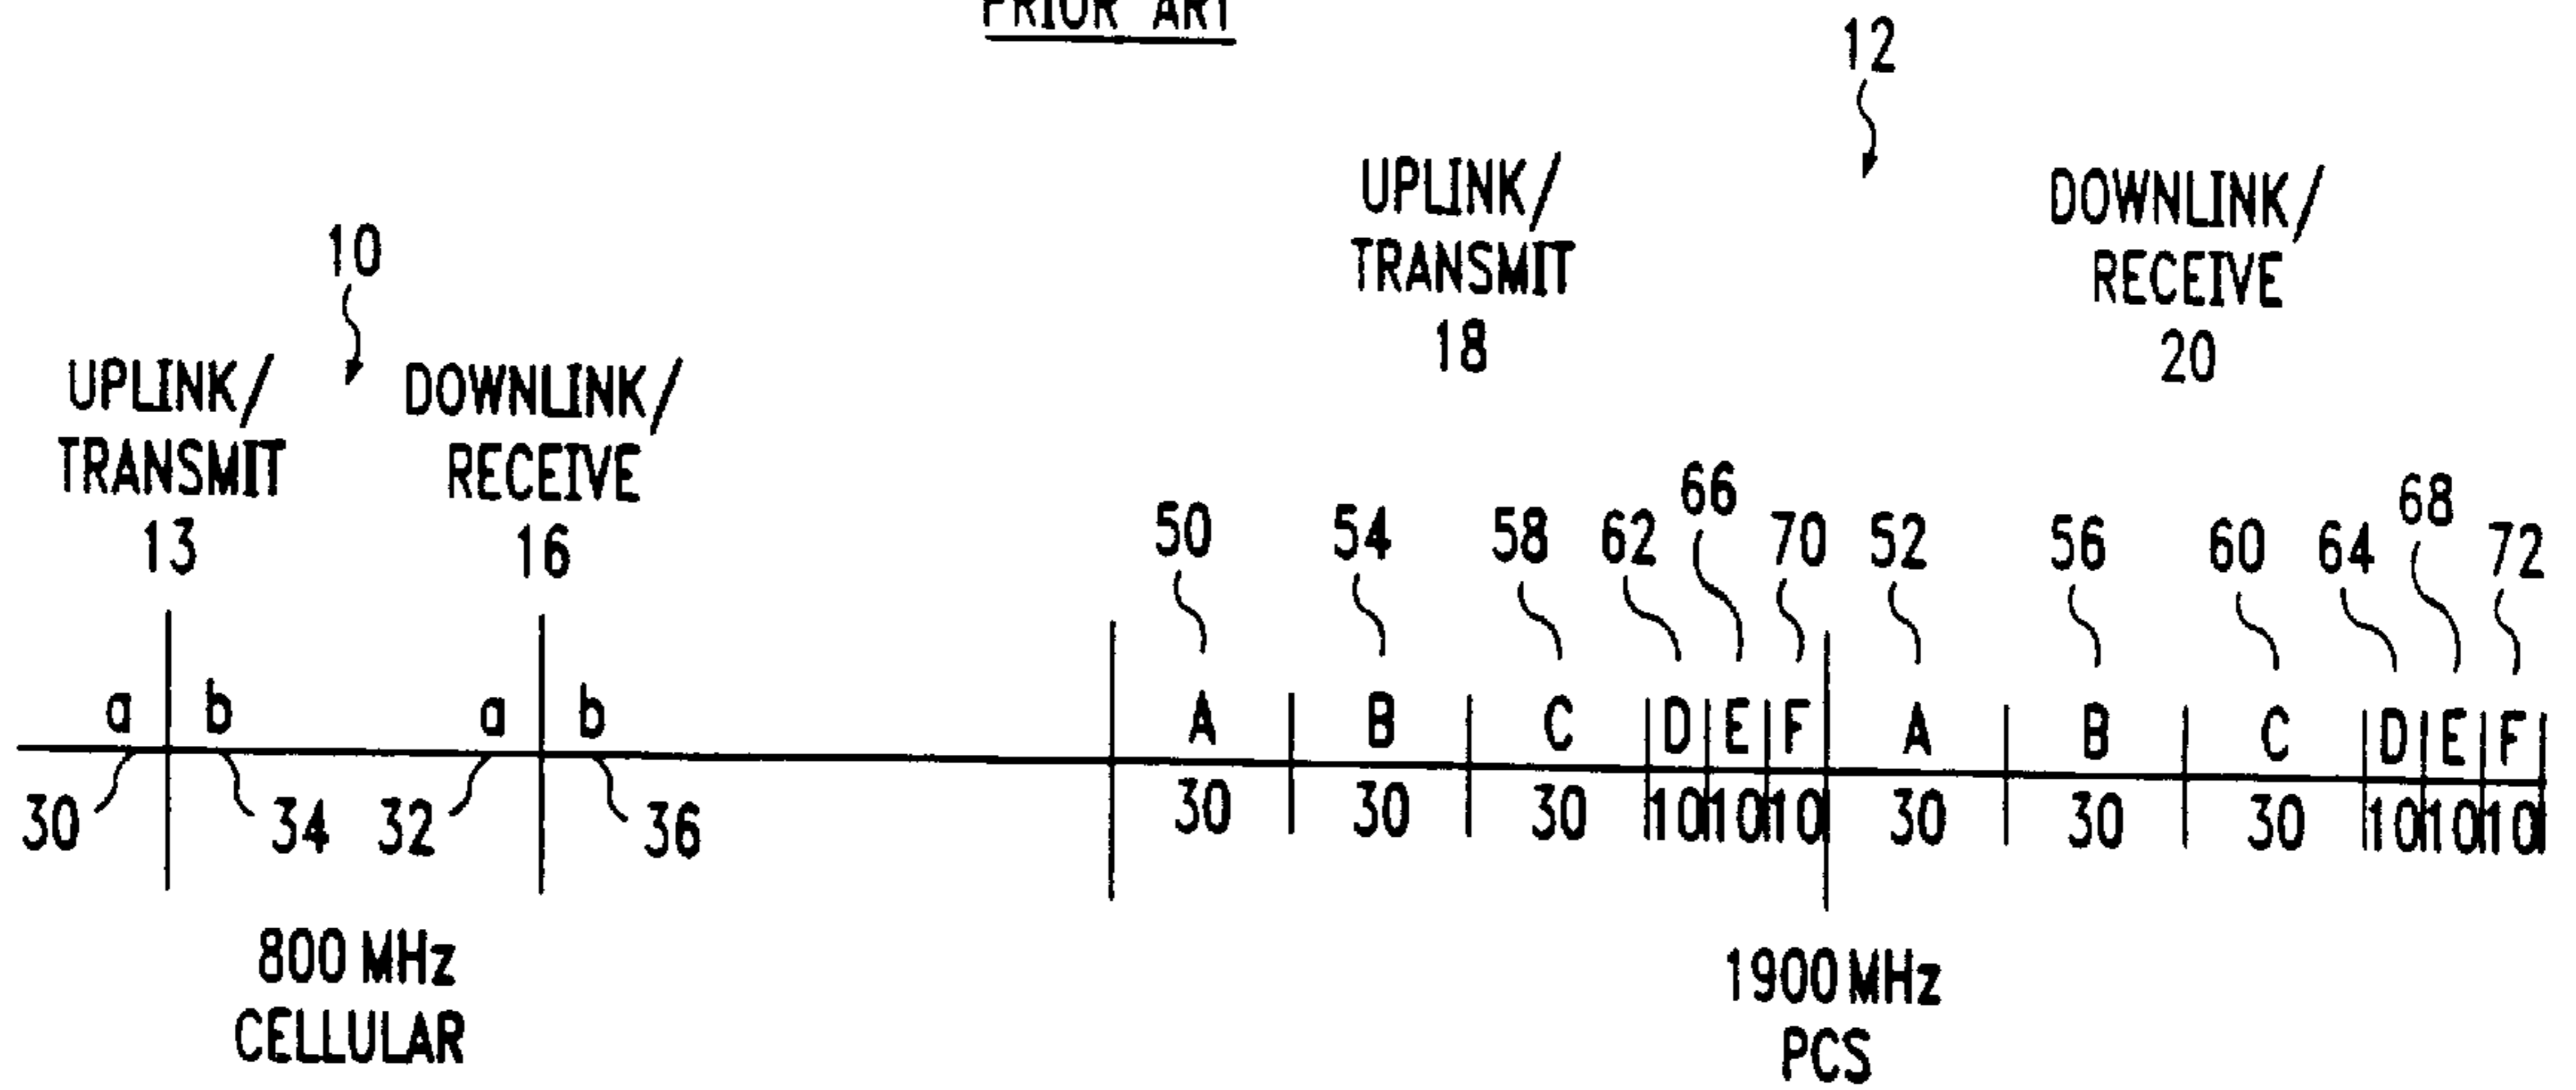 PRIOR ART
12
UPLINK/
TRANSMIT
18
DOWNLINK/
RECEIVE
20
10
UPLINK/
TRANSMIT
13
DOWNLINK/
RECEIVE
16
50 54 58 62 66 70 52 56 60 64 68 72
a b a b A B C D E F A B C D E F
30 34 32 36 30 30 30 10 10 10 30 30 30 10 10 10
800 MHz
CELLULAR
1900 MHz
PCS